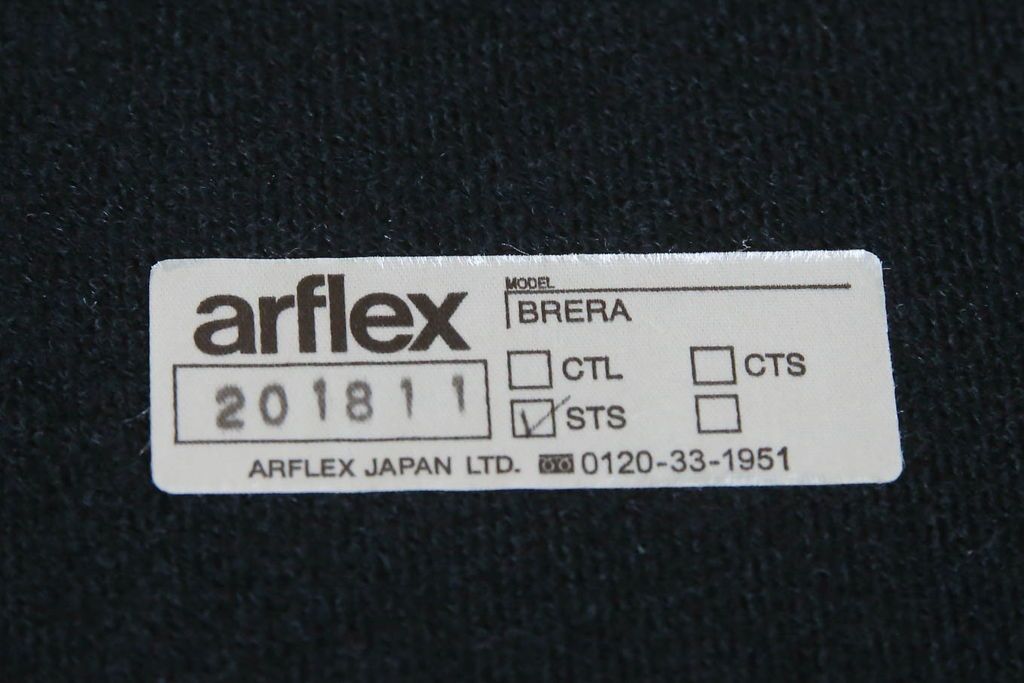 arflex
201811
MODEL
BRERA
CTL
CTS
STS
ARFLEX JAPAN LTD. 0120-33-1951